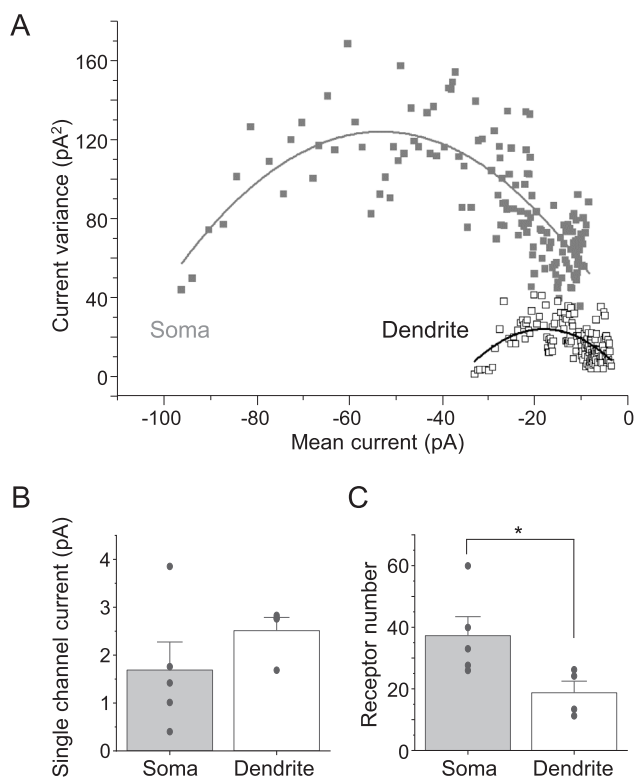 A
Current variance (pA²)
160
120
80
40
0
Soma
Dendrite
-100 -80 -60 -40 -20 0
Mean current (pA)
B
Single channel current (pA)
4
3
2
1
0
Soma Dendrite
C
Receptor number
60
40
20
0
*
Soma Dendrite